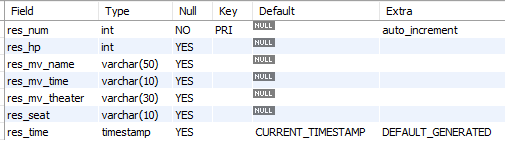 Field Type Null Key Default Extra
res_num int NO PRI NULL auto_increment
res_hp int YES NULL
res_mv_name varchar(50) YES NULL
res_mv_time varchar(10) YES NULL
res_mv_theater varchar(30) YES NULL
res_seat varchar(10) YES NULL
res_time timestamp YES CURRENT_TIMESTAMP DEFAULT_GENERATED